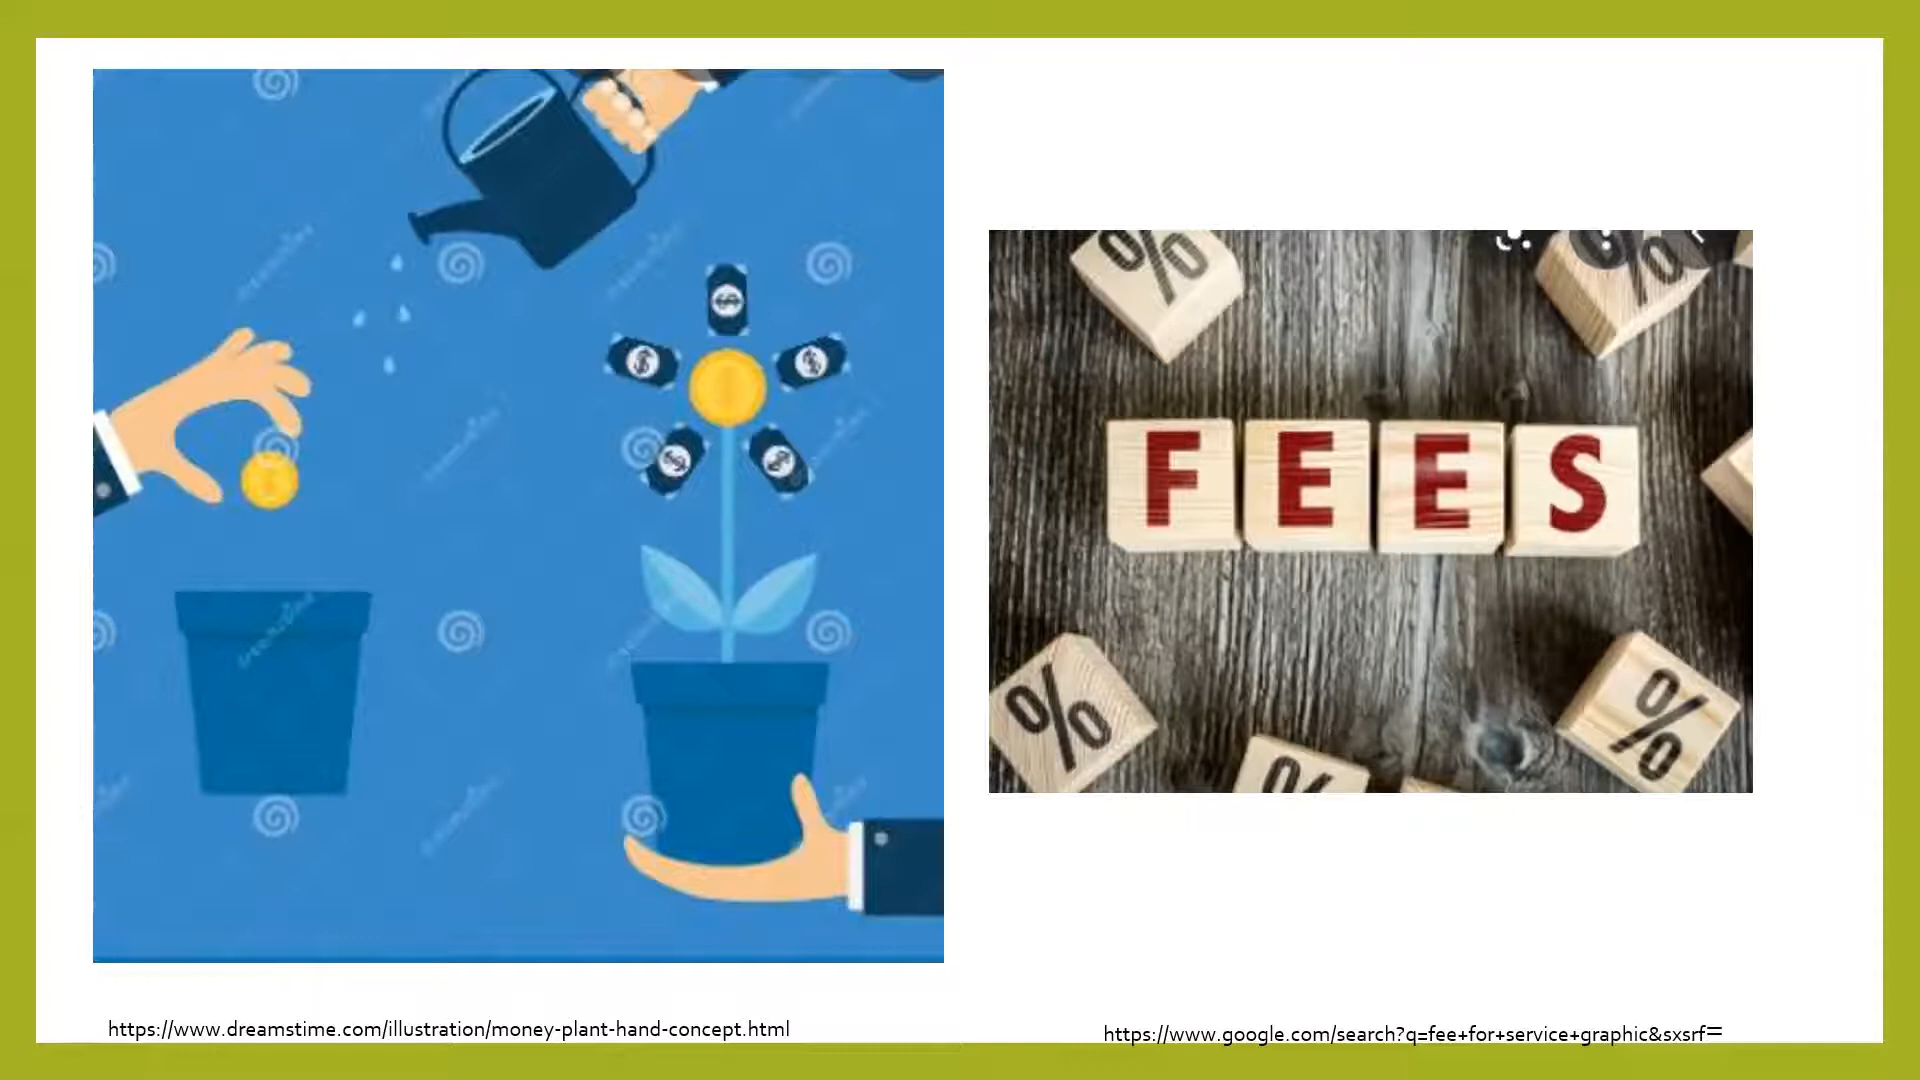 %
%
F E E S
%
%
%
https://www.dreamstime.com/illustration/money-plant-hand-concept.html
https://www.google.com/search?q=fee+for+service+graphic&sxsrf=